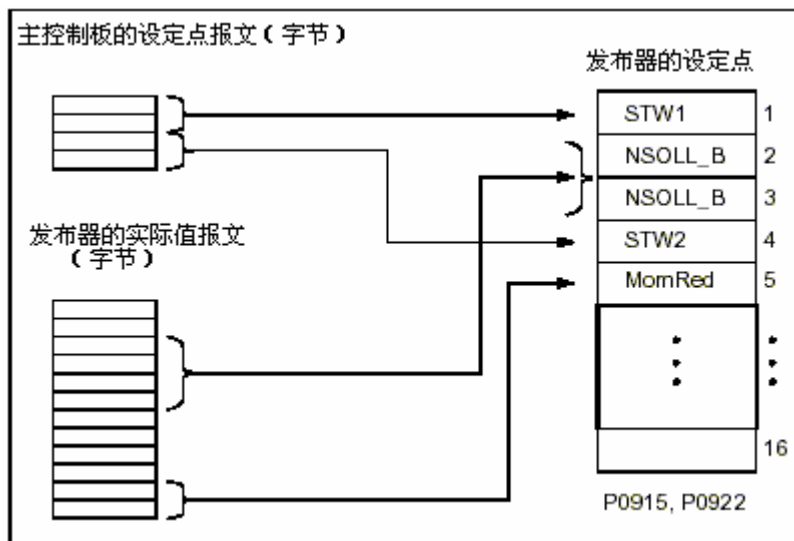 主控制板的设定点报文(字节)
发布器的设定点
STW1 1
NSOLL_B 2
NSOLL_B 3
发布器的实际值报文
(字节)
STW2 4
MomRed 5
16
P0915, P0922